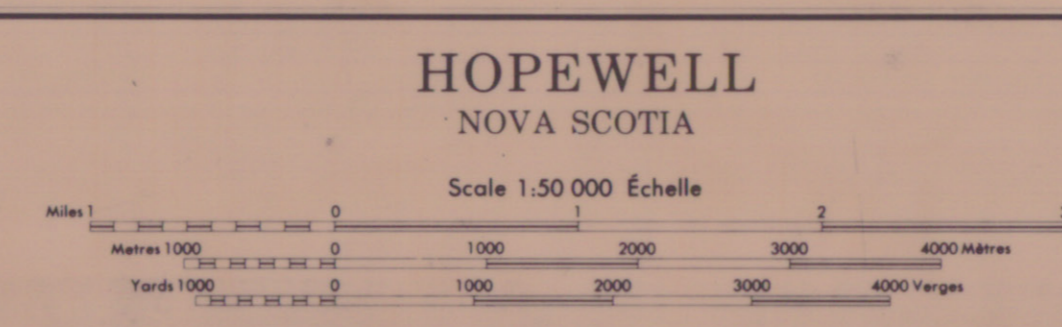 HOPEWELL
NOVA SCOTIA
Scale 1:50 000 Échelle
Miles 1 0 1 2
Metres 1000 0 1000 2000 3000 4000 Mètres
Yards 1000 0 1000 2000 3000 4000 Verges